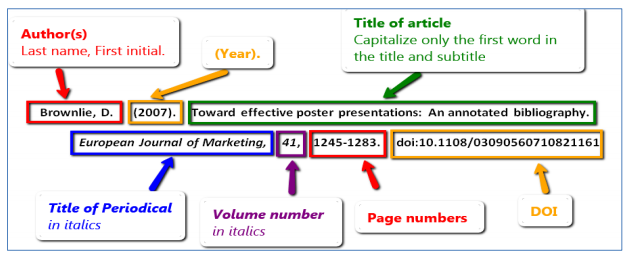 Author(s)
Last name, First initial.
(Year).
Title of article
Capitalize only the first word in
the title and subtitle
Brownlie, D. (2007). Toward effective poster presentations: An annotated bibliography.
European Journal of Marketing, 41, 1245-1283. doi:10.1108/03090560710821161
Title of Periodical
in italics
Volume number
in italics
Page numbers
DOI